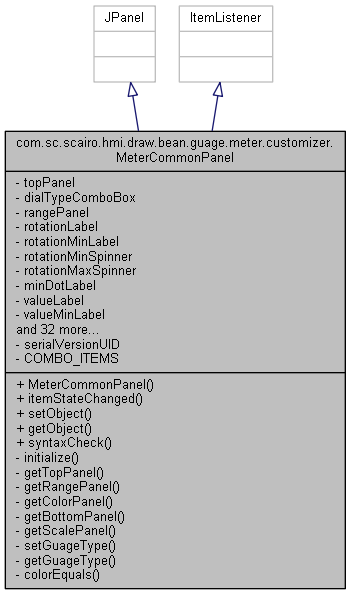 JPanel
ItemListener
com.sc.scairo.hmi.draw.bean.guage.meter.customizer.
MeterCommonPanel
- topPanel
- dialTypeComboBox
- rangePanel
- rotationLabel
- rotationMinLabel
- rotationMinSpinner
- rotationMaxSpinner
- minDotLabel
- valueLabel
- valueMinLabel
and 32 more...
- serialVersionUID
- COMBO_ITEMS
+ MeterCommonPanel()
+ itemStateChanged()
+ setObject()
+ getObject()
+ syntaxCheck()
- initialize()
- getTopPanel()
- getRangePanel()
- getColorPanel()
- getBottomPanel()
- getScalePanel()
- setGuageType()
- getGuageType()
- colorEquals()